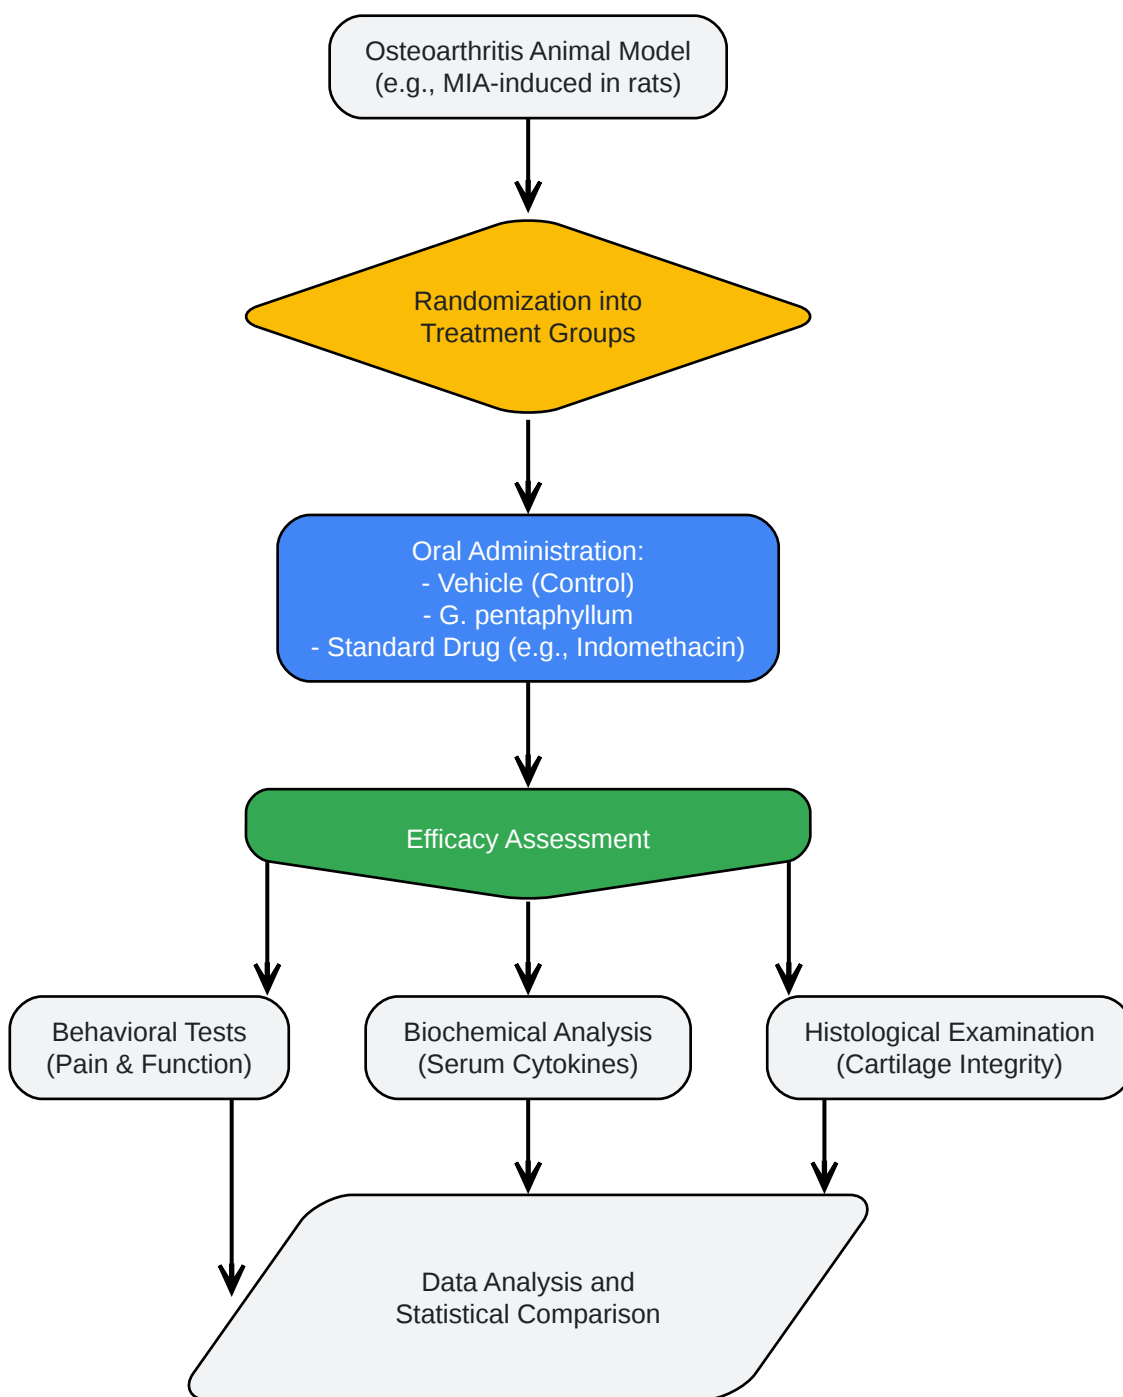 Osteoarthritis Animal Model
(e.g., MIA-induced in rats)
Randomization into
Treatment Groups
Oral Administration:
- Vehicle (Control)
- G. pentaphyllum
- Standard Drug (e.g., Indomethacin)
Efficacy Assessment
Behavioral Tests
(Pain & Function)
Biochemical Analysis
(Serum Cytokines)
Histological Examination
(Cartilage Integrity)
Data Analysis and
Statistical Comparison